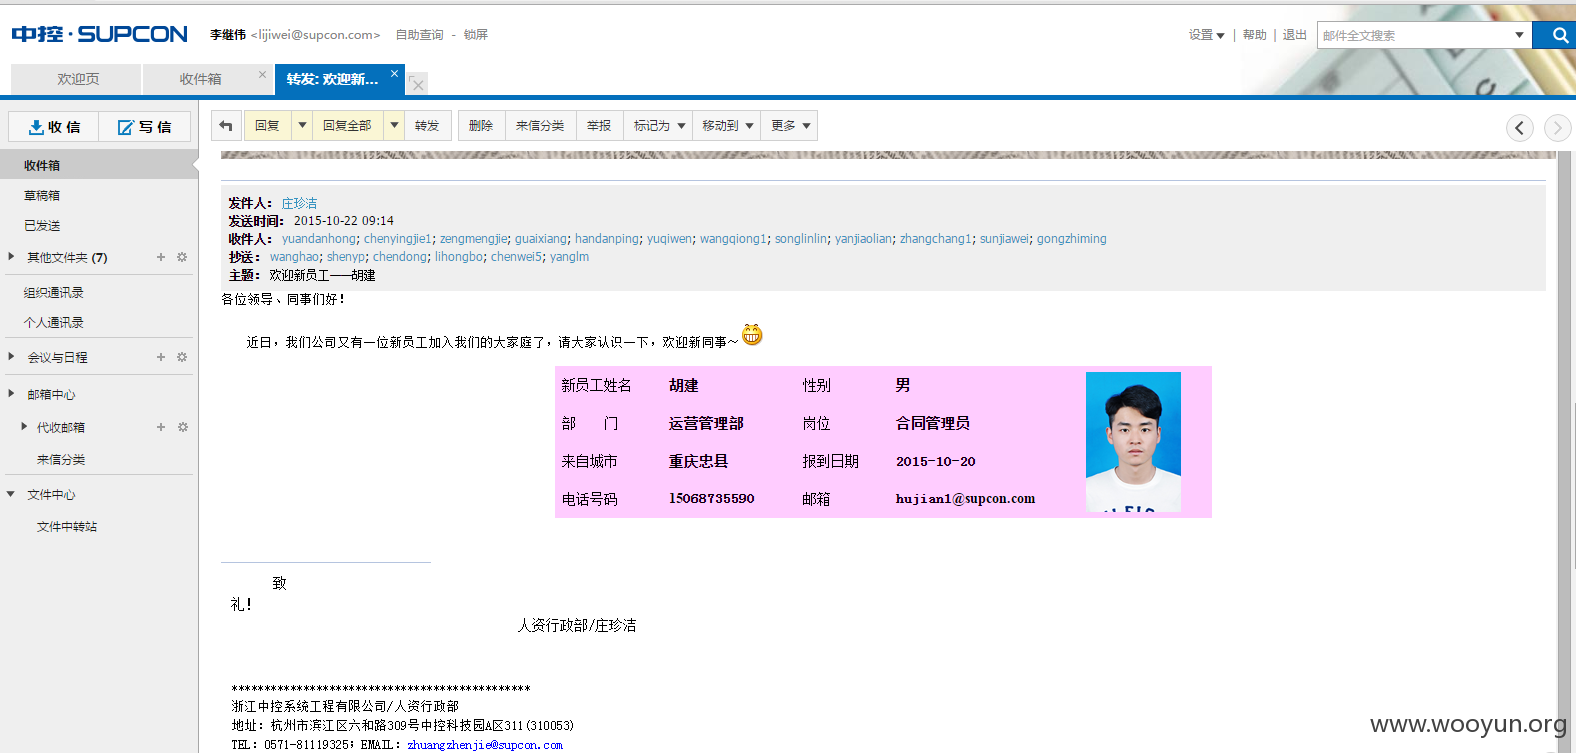 中控·SUPCON 李继伟 <lijiwei@supcon.com> 自助查询 - 锁屏 设置 | 帮助 | 退出 邮件全文搜索
欢迎页 收件箱 转发: 欢迎新...
收 信 写 信 回复 回复全部 转发 删除 来信分类 举报 标记为 移动到 更多
收件箱
草稿箱
已发送
其他文件夹 (7)
组织通讯录
个人通讯录
会议与日程
邮箱中心
代收邮箱
来信分类
文件中心
文件中转站
发件人： 庄珍洁
发送时间： 2015-10-22 09:14
收件人： yuandanhong; chenyingjie1; zengmengjie; guaixiang; handanping; yuqiwen; wangqiong1; songlinlin; yanjiaolian; zhangchang1; sunjiawei; gongzhiming
抄送： wanghao; shenyp; chendong; lihongbo; chenwei5; yanglm
主题： 欢迎新员工——胡建
各位领导、同事们好！
近日，我们公司又有一位新员工加入我们的大家庭了，请大家认识一下，欢迎新同事～
新员工姓名 胡建 性别 男
部 门 运营管理部 岗位 合同管理员
来自城市 重庆忠县 报到日期 2015-10-20
电话号码 15068735590 邮箱 hujian1@supcon.com
致
礼！
人资行政部/庄珍洁
**********************************************
浙江中控系统工程有限公司/人资行政部
地址：杭州市滨江区六和路309号中控科技园A区311(310053)
TEL：0571-81119325；EMAIL：zhuangzhenjie@supcon.com
www.wooyun.org